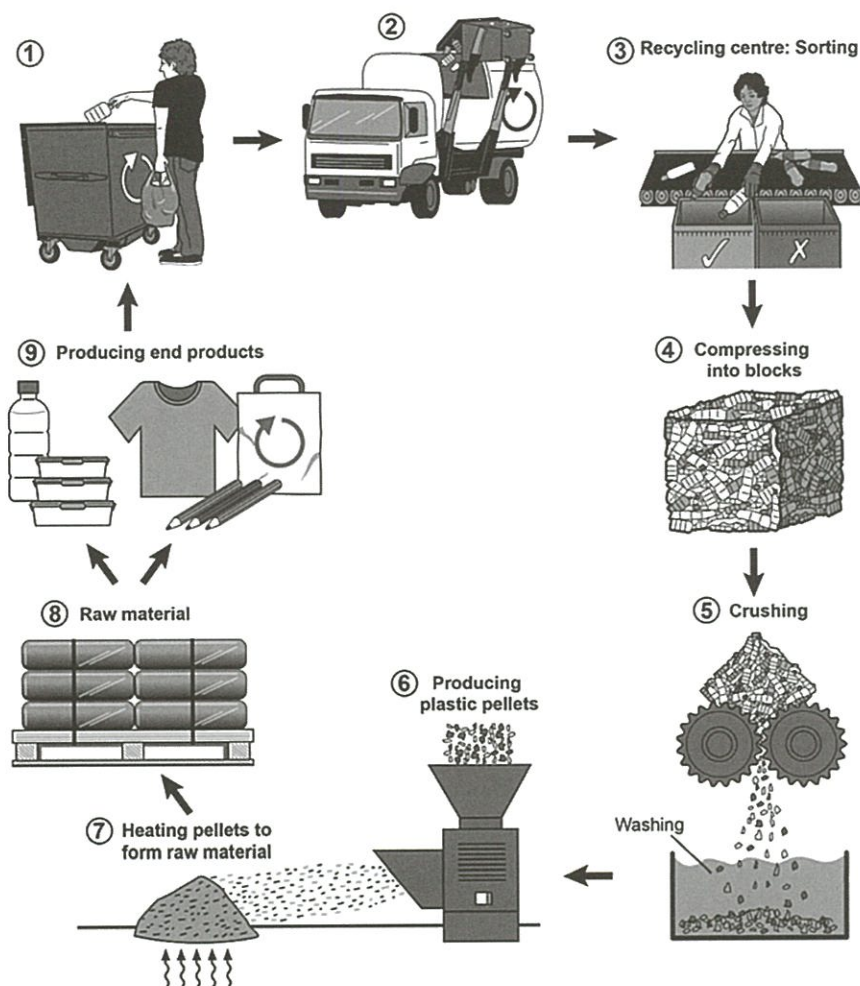 ①
②
③ Recycling centre: Sorting
✓
✗
④ Compressing
into blocks
⑤ Crushing
Washing
⑥ Producing
plastic pellets
⑦ Heating pellets to
form raw material
⑧ Raw material
⑨ Producing end products